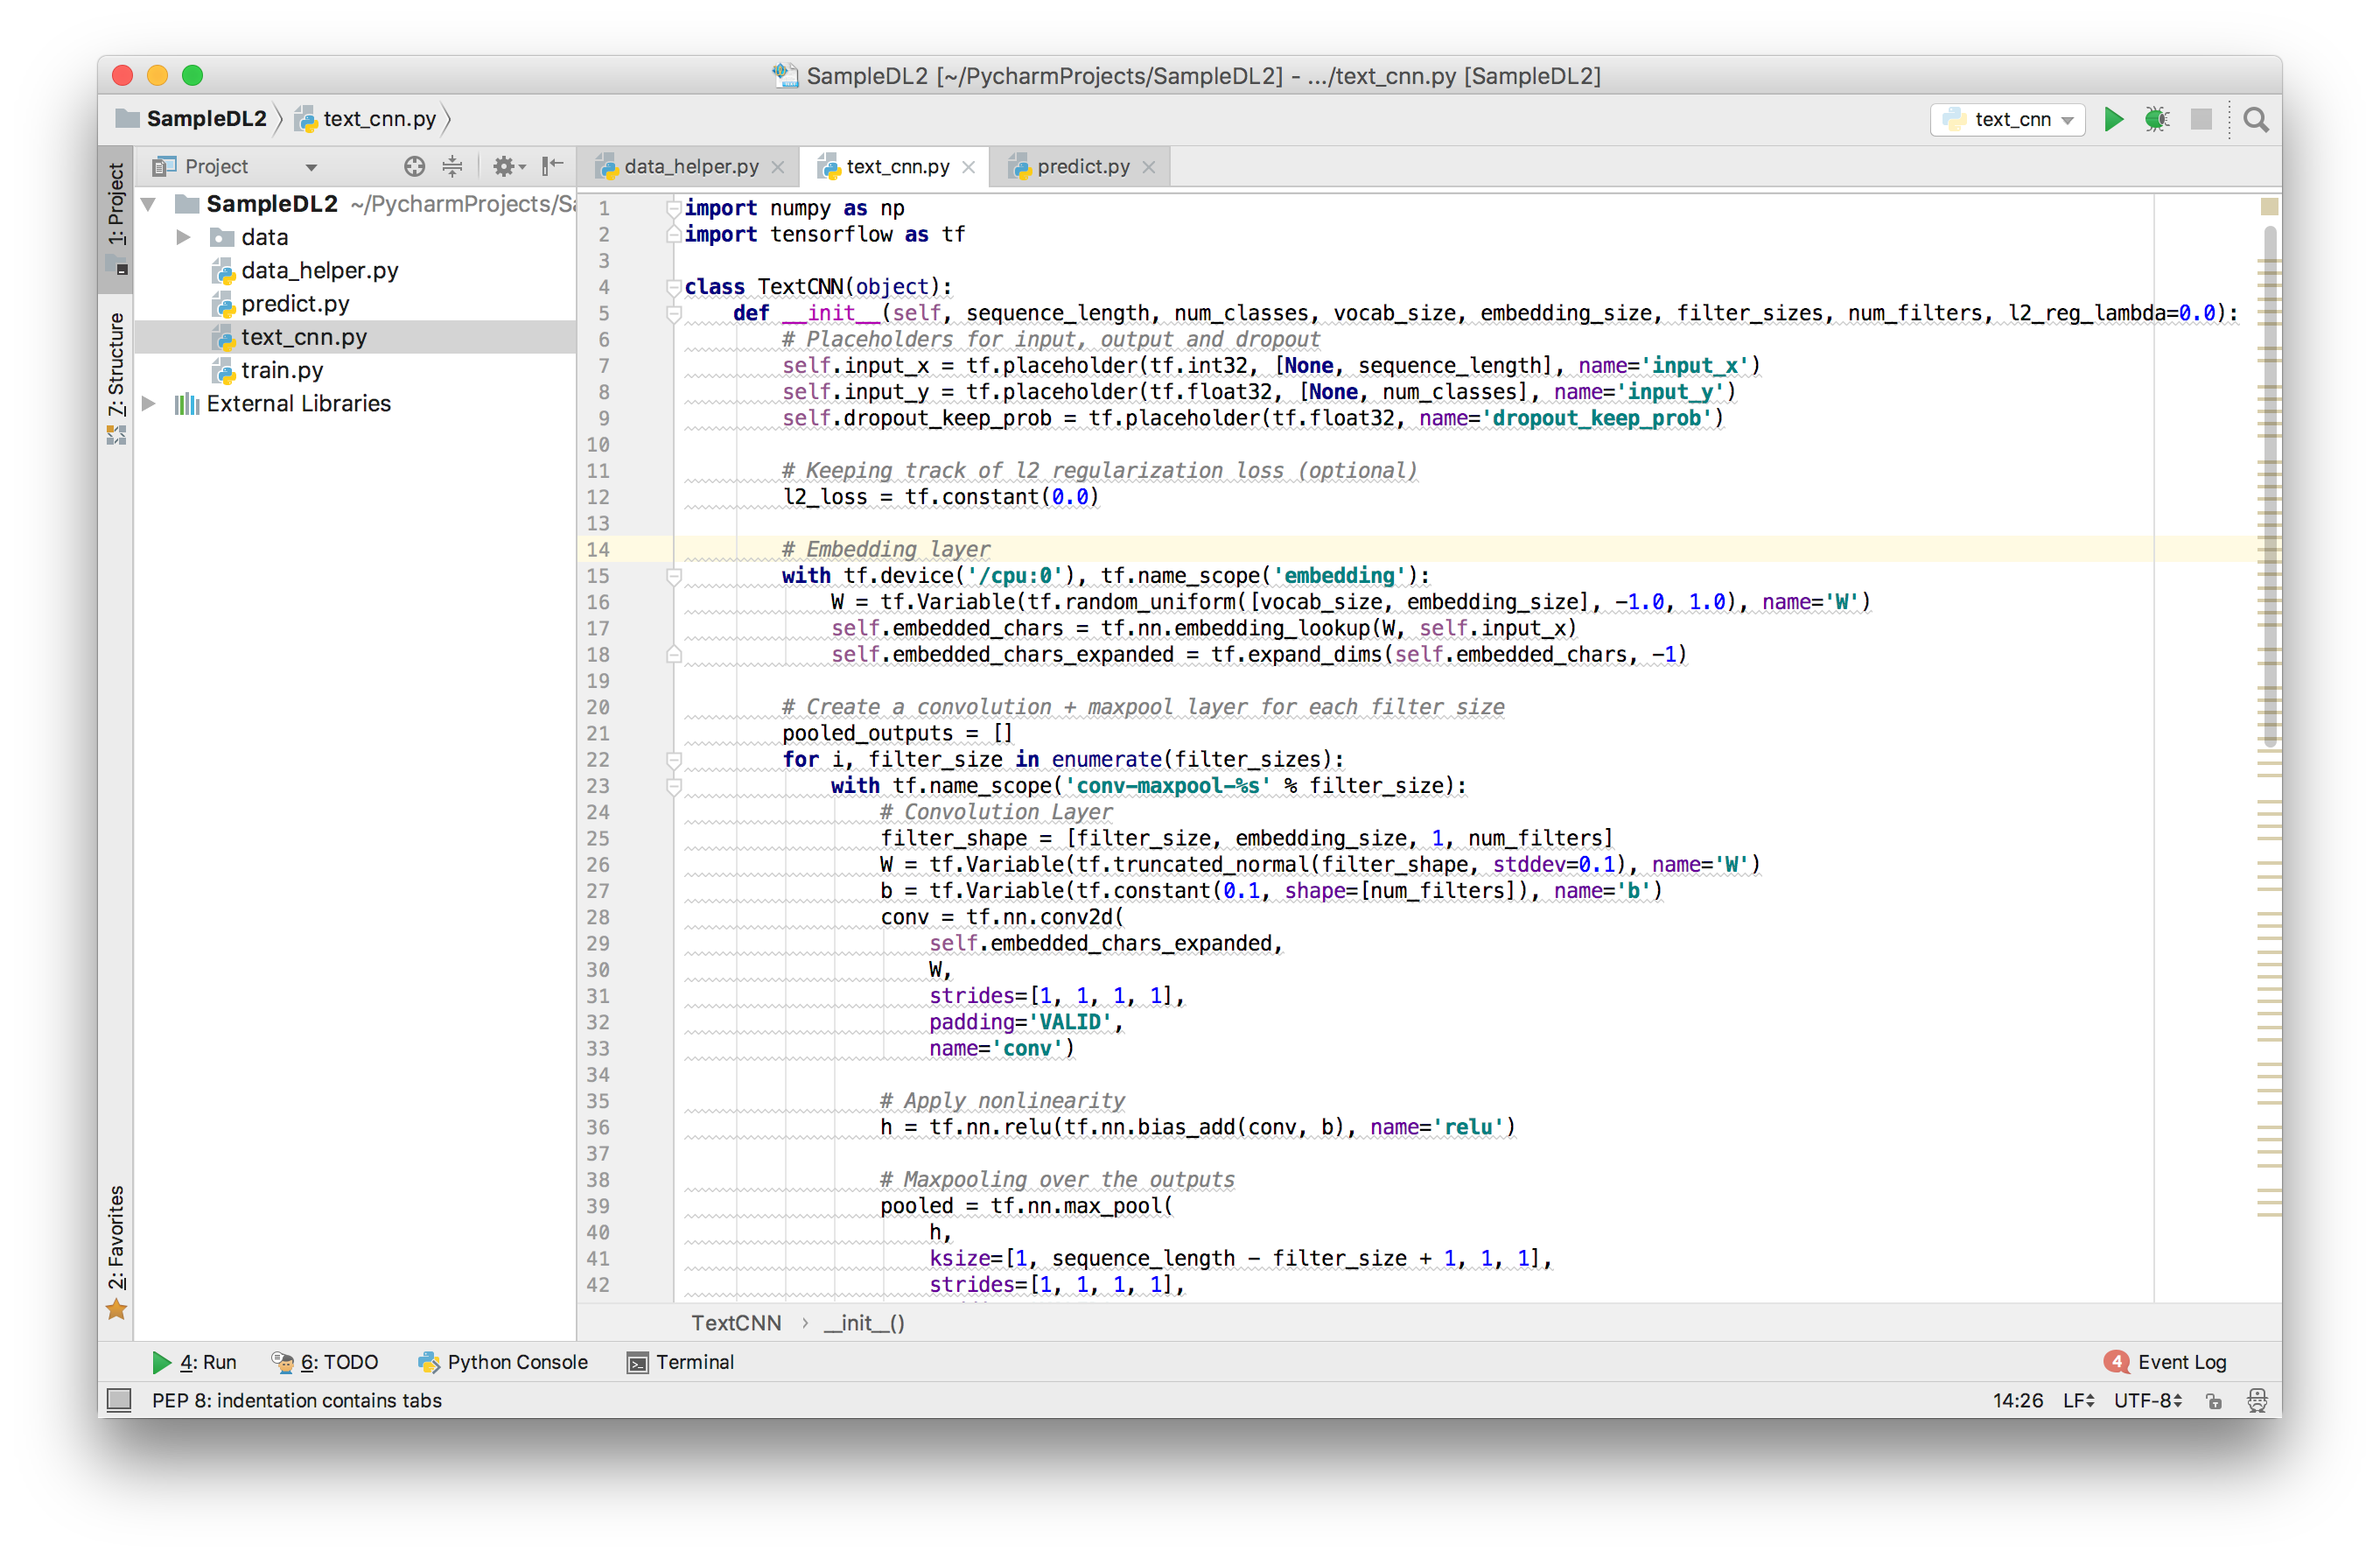 SampleDL2 [~/PycharmProjects/SampleDL2] - .../text_cnn.py [SampleDL2]
SampleDL2 text_cnn.py text_cnn
1: Project
7: Structure
2: Favorites
Project
SampleDL2 ~/PycharmProjects/Sa
data
data_helper.py
predict.py
text_cnn.py
train.py
External Libraries
data_helper.py text_cnn.py predict.py
1 import numpy as np
2 import tensorflow as tf
3
4 class TextCNN(object):
5     def __init__(self, sequence_length, num_classes, vocab_size, embedding_size, filter_sizes, num_filters, l2_reg_lambda=0.0):
6         # Placeholders for input, output and dropout
7         self.input_x = tf.placeholder(tf.int32, [None, sequence_length], name='input_x')
8         self.input_y = tf.placeholder(tf.float32, [None, num_classes], name='input_y')
9         self.dropout_keep_prob = tf.placeholder(tf.float32, name='dropout_keep_prob')
10
11         # Keeping track of l2 regularization loss (optional)
12         l2_loss = tf.constant(0.0)
13
14         # Embedding layer
15         with tf.device('/cpu:0'), tf.name_scope('embedding'):
16             W = tf.Variable(tf.random_uniform([vocab_size, embedding_size], -1.0, 1.0), name='W')
17             self.embedded_chars = tf.nn.embedding_lookup(W, self.input_x)
18             self.embedded_chars_expanded = tf.expand_dims(self.embedded_chars, -1)
19
20         # Create a convolution + maxpool layer for each filter size
21         pooled_outputs = []
22         for i, filter_size in enumerate(filter_sizes):
23             with tf.name_scope('conv-maxpool-%s' % filter_size):
24                 # Convolution Layer
25                 filter_shape = [filter_size, embedding_size, 1, num_filters]
26                 W = tf.Variable(tf.truncated_normal(filter_shape, stddev=0.1), name='W')
27                 b = tf.Variable(tf.constant(0.1, shape=[num_filters]), name='b')
28                 conv = tf.nn.conv2d(
29                     self.embedded_chars_expanded,
30                     W,
31                     strides=[1, 1, 1, 1],
32                     padding='VALID',
33                     name='conv')
34
35                 # Apply nonlinearity
36                 h = tf.nn.relu(tf.nn.bias_add(conv, b), name='relu')
37
38                 # Maxpooling over the outputs
39                 pooled = tf.nn.max_pool(
40                     h,
41                     ksize=[1, sequence_length - filter_size + 1, 1, 1],
42                     strides=[1, 1, 1, 1],
TextCNN › __init__()
4: Run 6: TODO Python Console Terminal 4 Event Log
PEP 8: indentation contains tabs 14:26 LF UTF-8